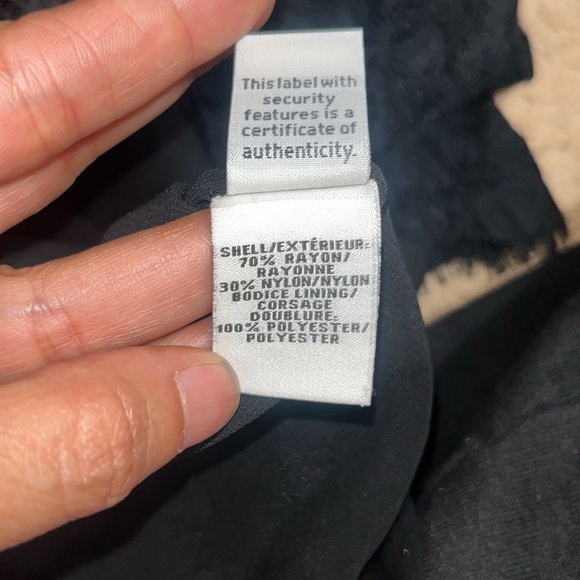 This label with
security
features is a
certificate of
authenticity.
SHELL/EXTÉRIEUR:
70% RAYON/
RAYONNE
30% NYLON/NYLON
BODICE LINING/
CORSAGE
DOUBLURE:
100% POLYESTER/
POLYESTER